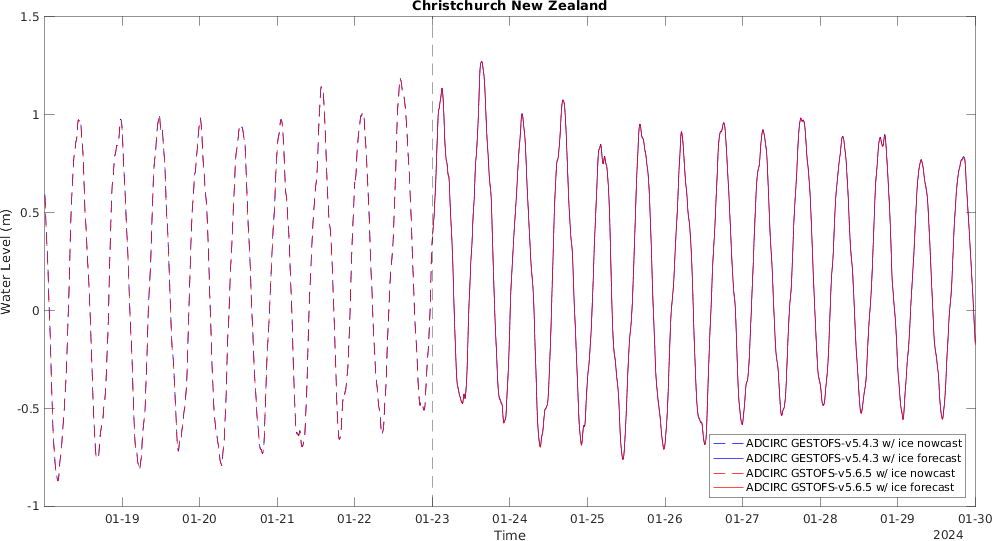 Christchurch New Zealand
1.5
1
0.5
0
-0.5
-1
Water Level (m)
01-19 01-20 01-21 01-22 01-23 01-24 01-25 01-26 01-27 01-28 01-29 01-30
Time
2024
ADCIRC GESTOFS-v5.4.3 w/ ice nowcast
ADCIRC GESTOFS-v5.4.3 w/ ice forecast
ADCIRC GSTOFS-v5.6.5 w/ ice nowcast
ADCIRC GSTOFS-v5.6.5 w/ ice forecast